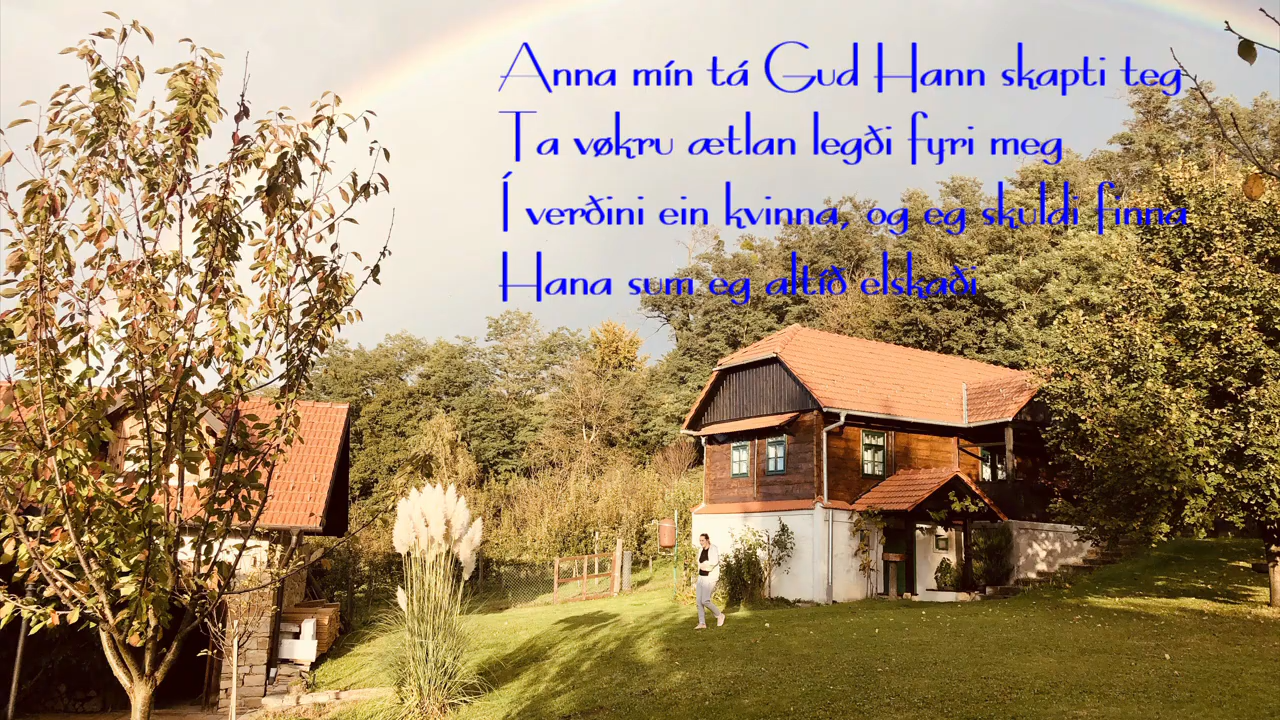 Anna mín tá Gud Hann skapti teg
Ta vøkru ætlan legði fyri meg
Í verðini ein kvinna, og eg skuldi finna
Hana sum eg altíð elskaði